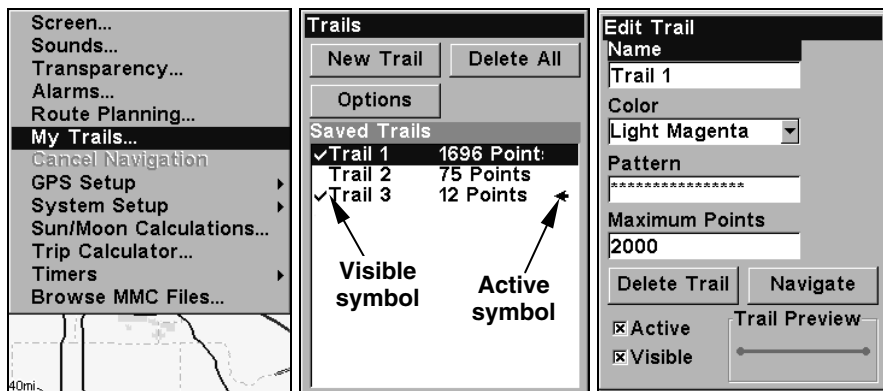 Screen...
Sounds...
Transparency...
Alarms...
Route Planning...
My Trails...
Cancel Navigation
GPS Setup
System Setup
Sun/Moon Calculations...
Trip Calculator...
Timers
Browse MMC Files...
40mi
Trails
New Trail Delete All
Options
Saved Trails
✓Trail 1 1696 Point
Trail 2 75 Points
✓Trail 3 12 Points
Visible symbol
Active symbol
Edit Trail
Name
Trail 1
Color
Light Magenta
Pattern
****************
Maximum Points
2000
Delete Trail Navigate
Active
Visible
Trail Preview